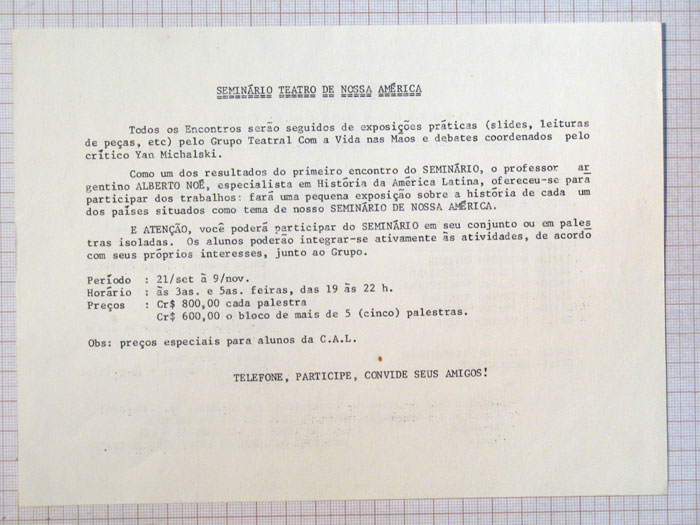 SEMINÁRIO TEATRO DE NOSSA AMÉRICA
Todos os Encontros serão seguidos de exposições práticas (slides, leituras
de peças, etc) pelo Grupo Teatral Com a Vida nas Mãos e debates coordenados pelo
crítico Yan Michalski.
Como um dos resultados do primeiro encontro do SEMINÁRIO, o professor ar
gentino ALBERTO NOÉ, especialista em História da América Latina, ofereceu-se para
participar dos trabalhos: fará uma pequena exposição sobre a história de cada um
dos países situados como tema de nosso SEMINÁRIO DE NOSSA AMÉRICA.
E ATENÇÃO, você poderá participar do SEMINÁRIO em seu conjunto ou em pales
tras isoladas. Os alunos poderão integrar-se ativamente às atividades, de acordo
com seus próprios interesses, junto ao Grupo.
Período : 21/set à 9/nov.
Horário : às 3as. e 5as. feiras, das 19 às 22 h.
Preços : Cr$ 800,00 cada palestra
Cr$ 600,00 o bloco de mais de 5 (cinco) palestras.
Obs: preços especiais para alunos da C.A.L.
TELEFONE, PARTICIPE, CONVIDE SEUS AMIGOS!